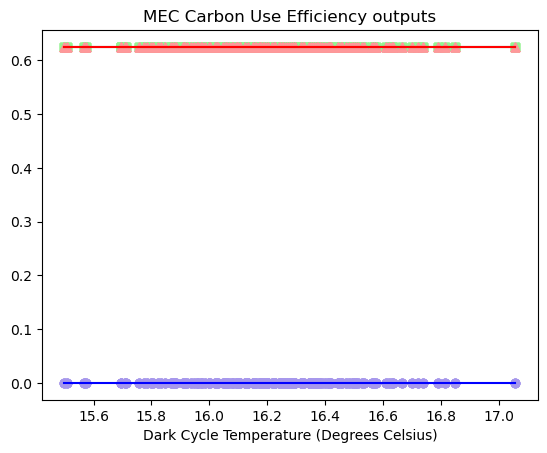 MEC Carbon Use Efficiency outputs
0.6
0.5
0.4
0.3
0.2
0.1
0.0
15.6 15.8 16.0 16.2 16.4 16.6 16.8 17.0
Dark Cycle Temperature (Degrees Celsius)